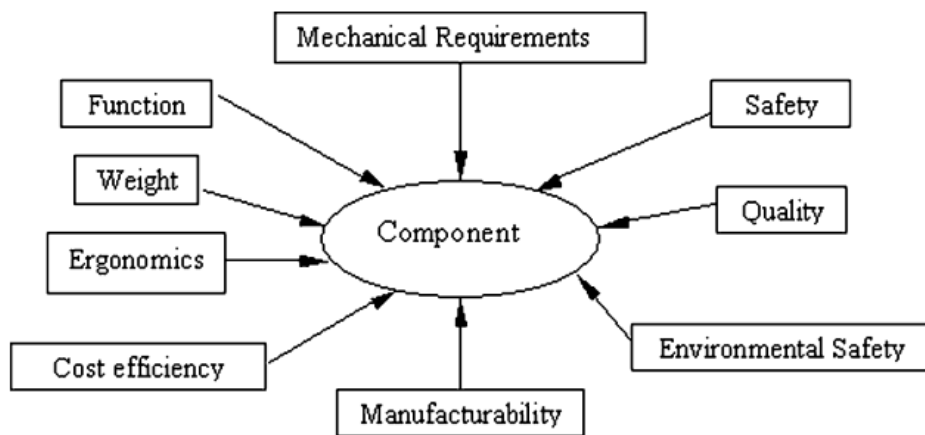 Mechanical Requirements
Function
Safety
Weight
Quality
Component
Ergonomics
Environmental Safety
Cost efficiency
Manufacturability